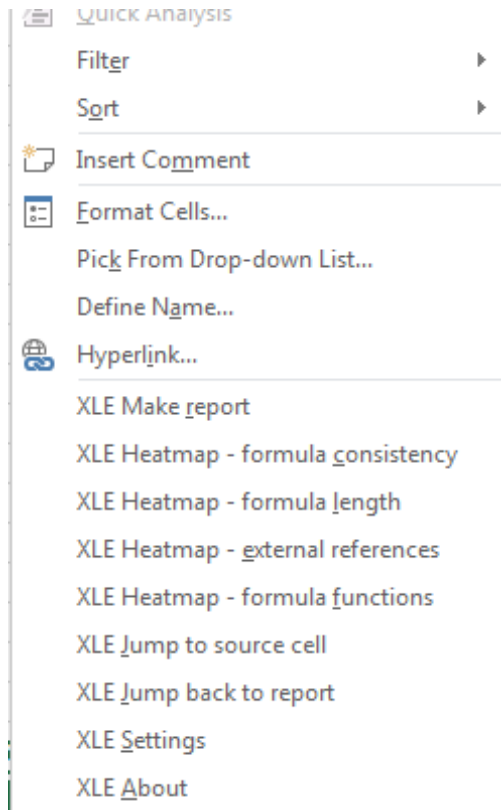 Quick Analysis
Filter
Sort
Insert Comment
Format Cells...
Pick From Drop-down List...
Define Name...
Hyperlink...
XLE Make report
XLE Heatmap - formula consistency
XLE Heatmap - formula length
XLE Heatmap - external references
XLE Heatmap - formula functions
XLE Jump to source cell
XLE Jump back to report
XLE Settings
XLE About